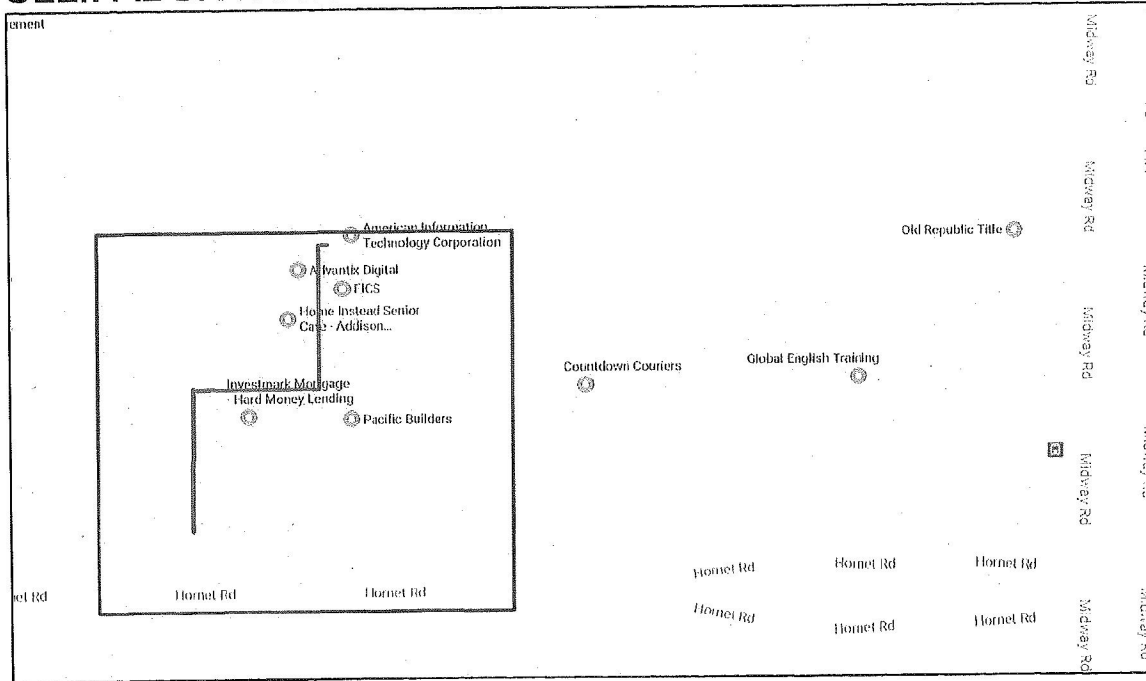 ement
Midway Rd
Midway Rd
American Information
Technology Corporation
Old Republic Title
Advantix Digital
FICS
Home Instead Senior
Care - Addison...
Midway Rd
Countdown Couriers
Global English Training
Investmark Mortgage
- Hard Money Lending
Pacific Builders
Midway Rd
Hornet Rd
Hornet Rd
Hornet Rd
net Rd
Hornet Rd
Hornet Rd
Hornet Rd
Hornet Rd
Hornet Rd
Midway Rd